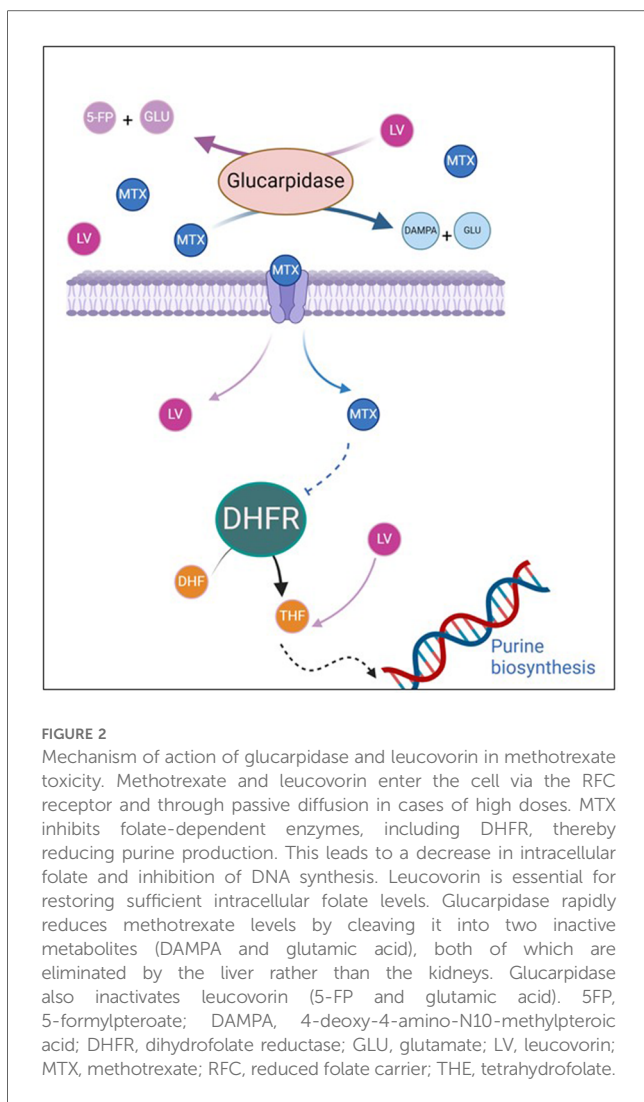 5-FP + GLU
LV
MTX
Glucarpidase
MTX
LV
MTX
DAMPA + GLU
MTX
LV
MTX
DHFR
LV
DHF
THF
Purine
biosynthesis
FIGURE 2
Mechanism of action of glucarpidase and leucovorin in methotrexate
toxicity. Methotrexate and leucovorin enter the cell via the RFC
receptor and through passive diffusion in cases of high doses. MTX
inhibits folate-dependent enzymes, including DHFR, thereby
reducing purine production. This leads to a decrease in intracellular
folate and inhibition of DNA synthesis. Leucovorin is essential for
restoring sufficient intracellular folate levels. Glucarpidase rapidly
reduces methotrexate levels by cleaving it into two inactive
metabolites (DAMPA and glutamic acid), both of which are
eliminated by the liver rather than the kidneys. Glucarpidase
also inactivates leucovorin (5-FP and glutamic acid). 5FP,
5-formylpteroate; DAMPA, 4-deoxy-4-amino-N10-methylpteroic
acid; DHFR, dihydrofolate reductase; GLU, glutamate; LV, leucovorin;
MTX, methotrexate; RFC, reduced folate carrier; THE, tetrahydrofolate.